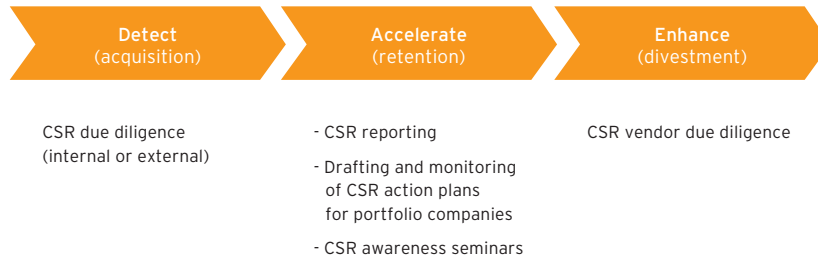 Detect
(acquisition)
Accelerate
(retention)
Enhance
(divestment)
CSR due diligence
(internal or external)
- CSR reporting
- Drafting and monitoring
of CSR action plans
for portfolio companies
- CSR awareness seminars
CSR vendor due diligence